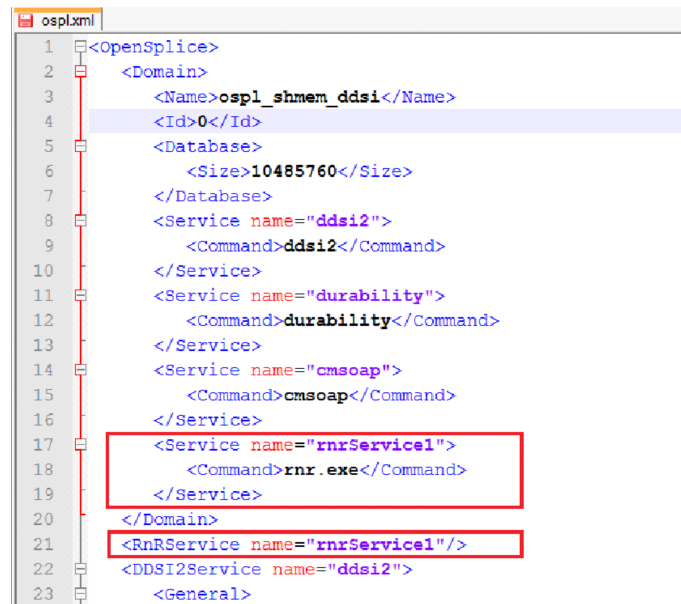 ospl.xml
1 <OpenSplice>
2 <Domain>
3 <Name>ospl_shmem_ddsi</Name>
4 <Id>0</Id>
5 <Database>
6 <Size>10485760</Size>
7 </Database>
8 <Service name="ddsi2">
9 <Command>ddsi2</Command>
10 </Service>
11 <Service name="durability">
12 <Command>durability</Command>
13 </Service>
14 <Service name="cmsoap">
15 <Command>cmsoap</Command>
16 </Service>
17 <Service name="rnrService1">
18 <Command>rnr.exe</Command>
19 </Service>
20 </Domain>
21 <RnRService name="rnrService1"/>
22 <DDSI2Service name="ddsi2">
23 <General>